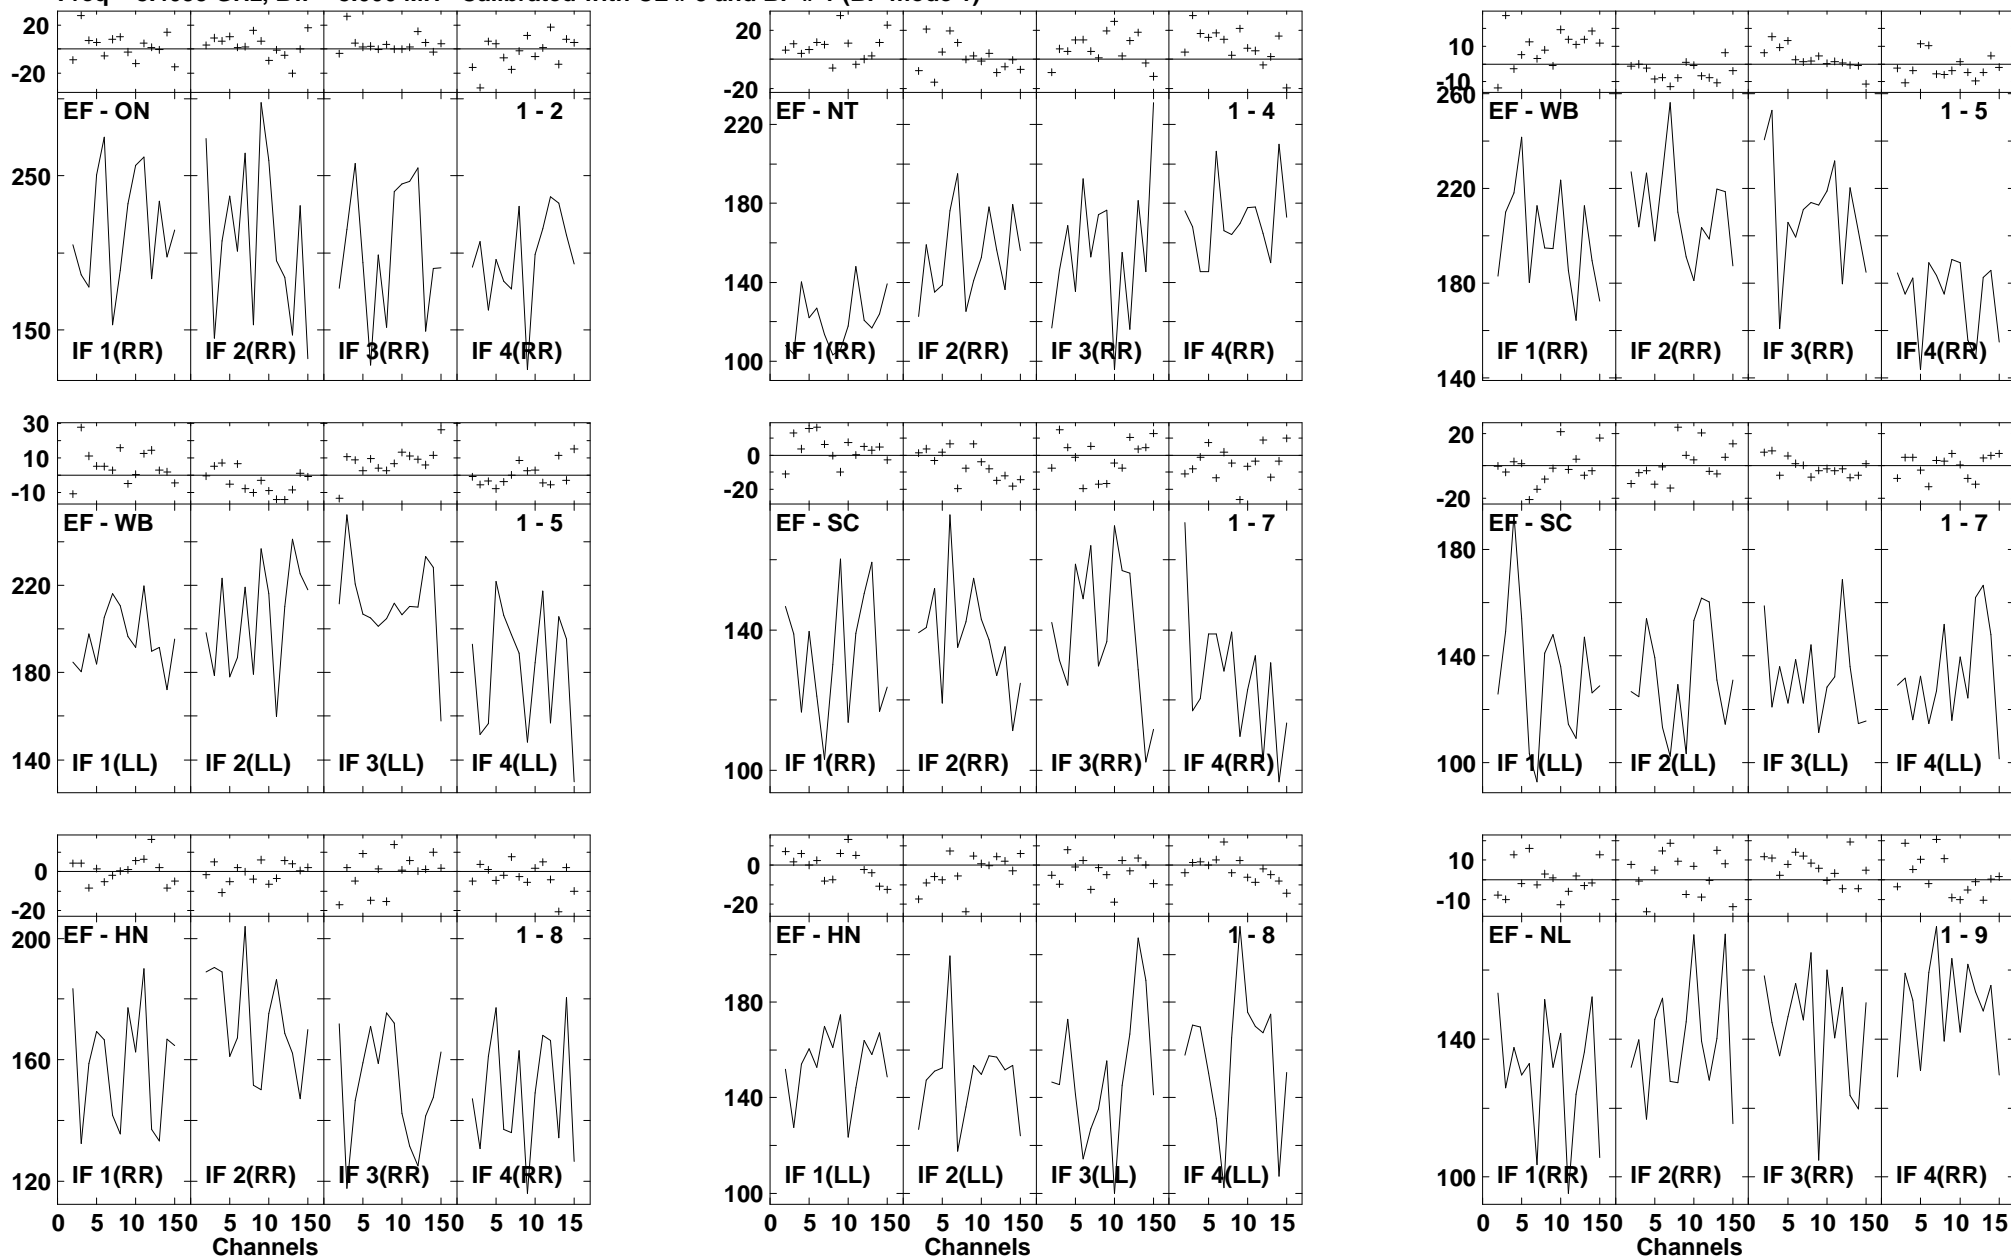 20
-20
EF - ON
1 - 2
250
150
IF 1(RR)
IF 2(RR)
IF 3(RR)
IF 4(RR)
20
-20
EF - NT
1 - 4
220
180
140
100
IF 1(RR)
IF 2(RR)
IF 3(RR)
IF 4(RR)
10
-10
260
EF - WB
1 - 5
220
180
140
IF 1(RR)
IF 2(RR)
IF 3(RR)
IF 4(RR)
30
10
-10
EF - WB
1 - 5
220
180
140
IF 1(LL)
IF 2(LL)
IF 3(LL)
IF 4(LL)
0
-20
EF - SC
1 - 7
140
100
IF 1(RR)
IF 2(RR)
IF 3(RR)
IF 4(RR)
20
0
-20
EF - SC
1 - 7
180
140
100
IF 1(LL)
IF 2(LL)
IF 3(LL)
IF 4(LL)
0
-20
EF - HN
1 - 8
200
160
120
IF 1(RR)
IF 2(RR)
IF 3(RR)
IF 4(RR)
0 5 10 150 5 10 150 5 10 150 5 10 15
Channels
0
-20
EF - HN
1 - 8
180
140
100
IF 1(LL)
IF 2(LL)
IF 3(LL)
IF 4(LL)
0 5 10 150 5 10 150 5 10 150 5 10 15
Channels
10
-10
EF - NL
1 - 9
140
100
IF 1(RR)
IF 2(RR)
IF 3(RR)
IF 4(RR)
0 5 10 150 5 10 150 5 10 150 5 10 15
Channels